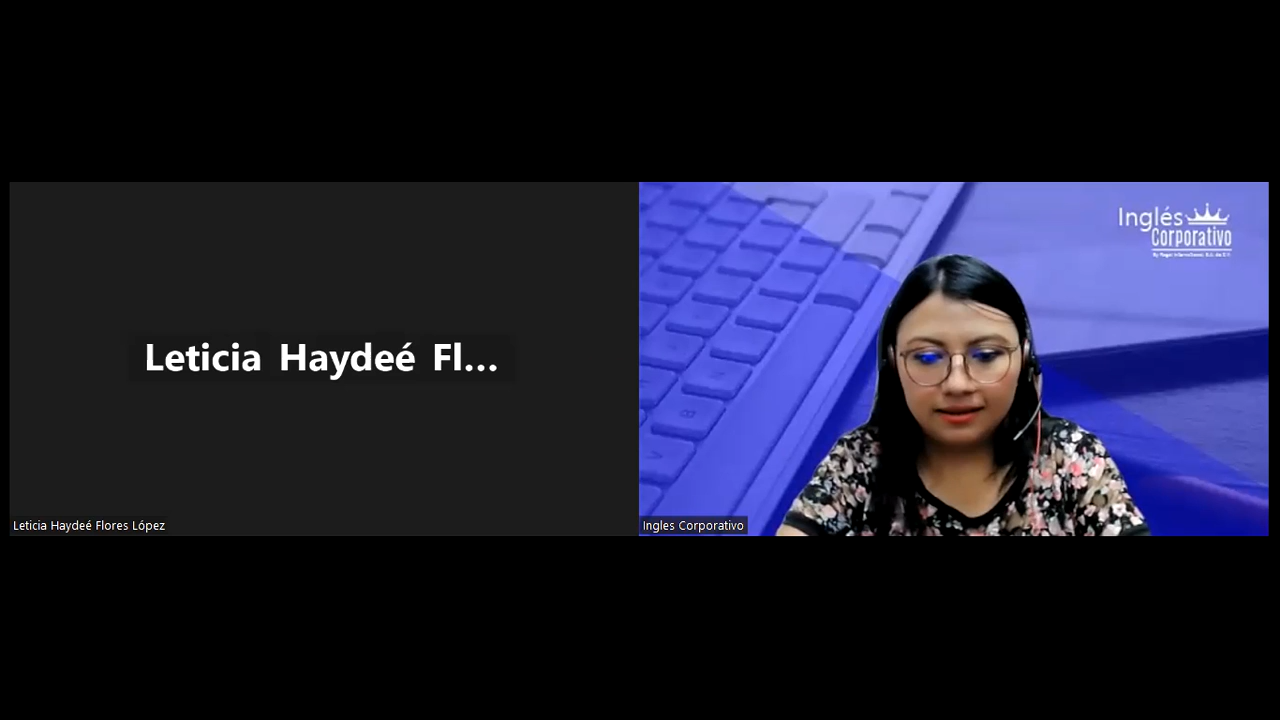 Leticia Haydeé Fl...
Leticia Haydeé Flores López
Inglés
Corporativo
Ingles Corporativo